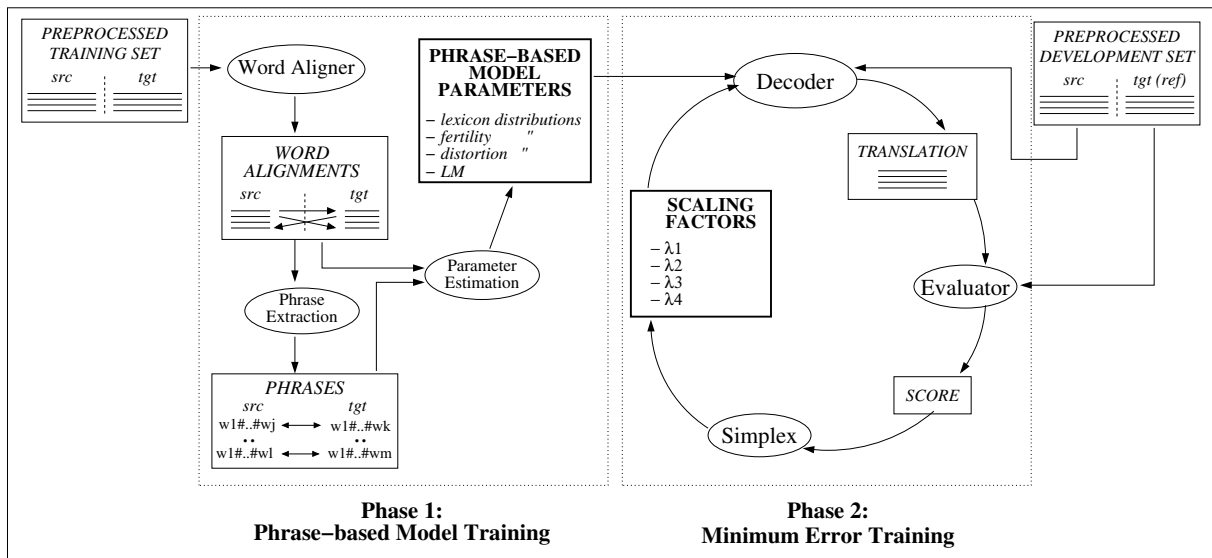 PREPROCESSED
TRAINING SET
src tgt
Word Aligner
WORD
ALIGNMENTS
src tgt
Phrase
Extraction
PHRASES
src tgt
w1#..#wj w1#..#wk
.. ..
w1#..#wl w1#..#wm
Parameter
Estimation
PHRASE−BASED
MODEL
PARAMETERS
− lexicon distributions
− fertility "
− distortion "
− LM
Phase 1:
Phrase−based Model Training
Decoder
TRANSLATION
Evaluator
SCORE
Simplex
SCALING
FACTORS
− λ1
− λ2
− λ3
− λ4
PREPROCESSED
DEVELOPMENT SET
src tgt (ref)
Phase 2:
Minimum Error Training